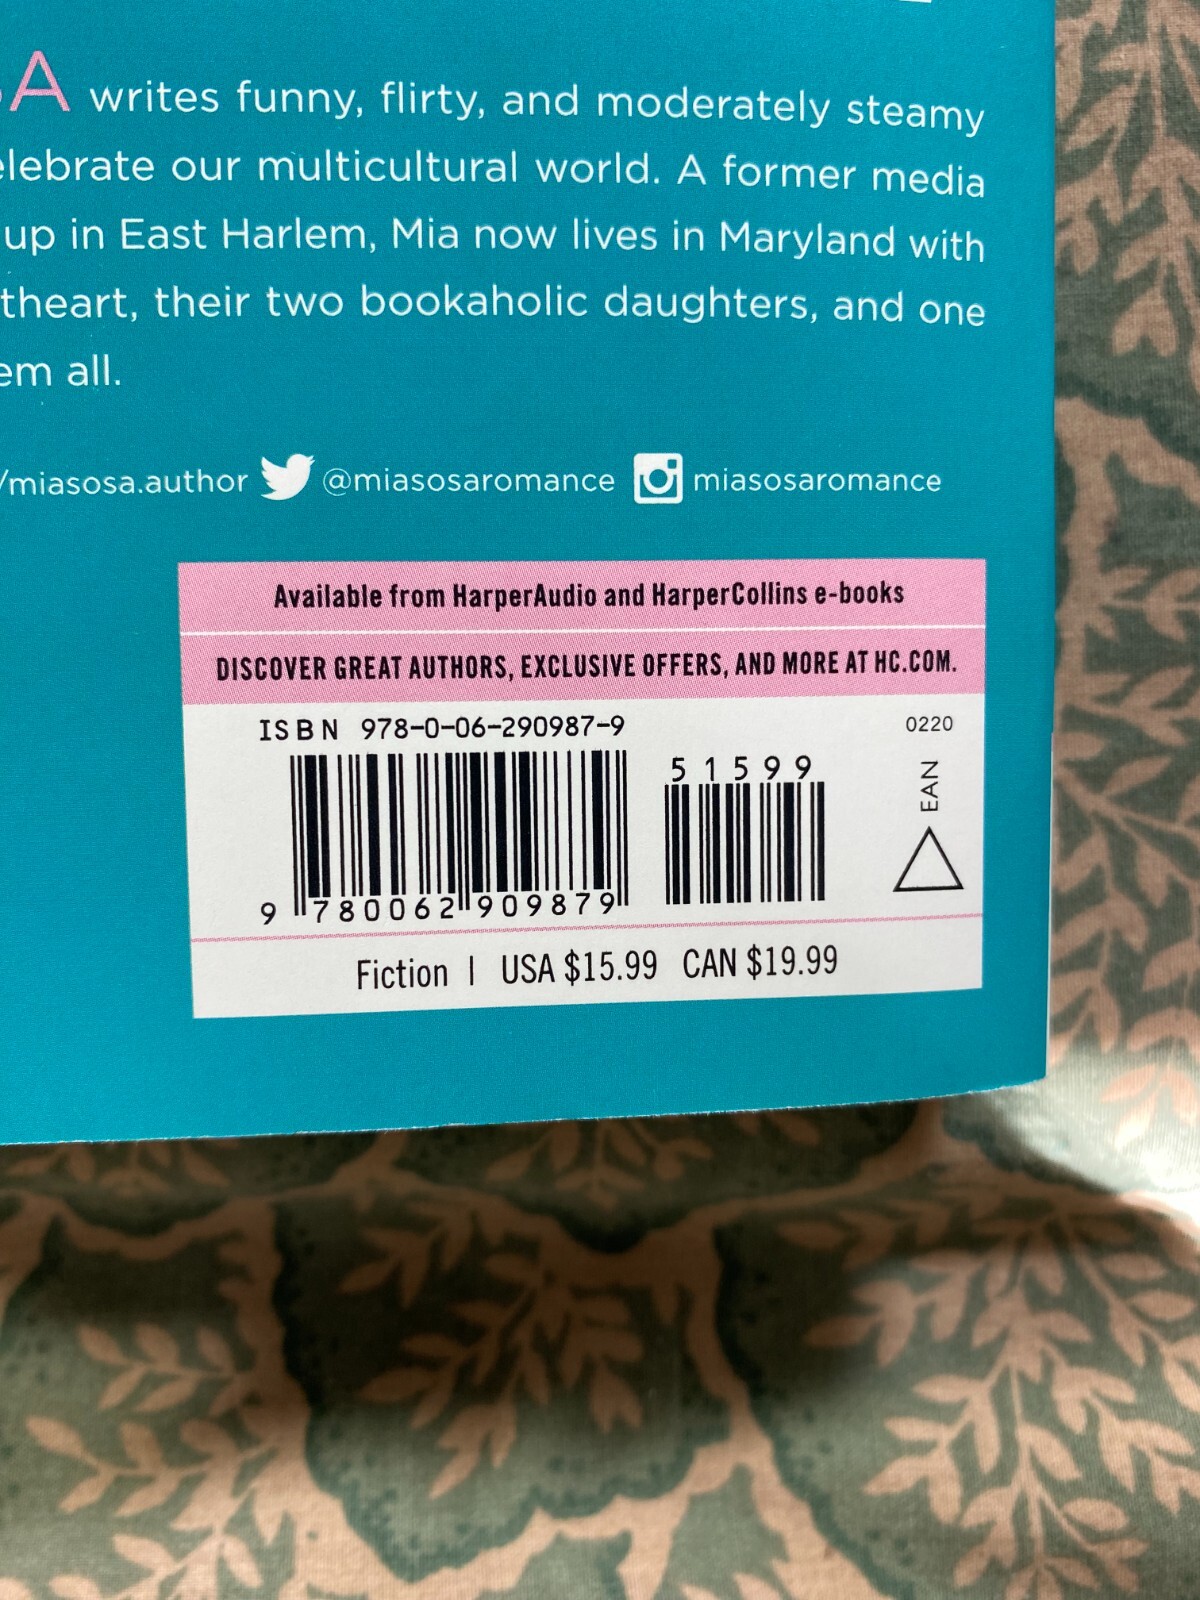 A writes funny, flirty, and moderately steamy
elebrate our multicultural world. A former media
up in East Harlem, Mia now lives in Maryland with
theart, their two bookaholic daughters, and one
em all.
/miasosa.author @miasosaromance miasosaromance
Available from HarperAudio and HarperCollins e-books
DISCOVER GREAT AUTHORS, EXCLUSIVE OFFERS, AND MORE AT HC.COM.
ISBN 978-0-06-290987-9
51599
0220
EAN
9 780062 909879
Fiction | USA $15.99 CAN $19.99